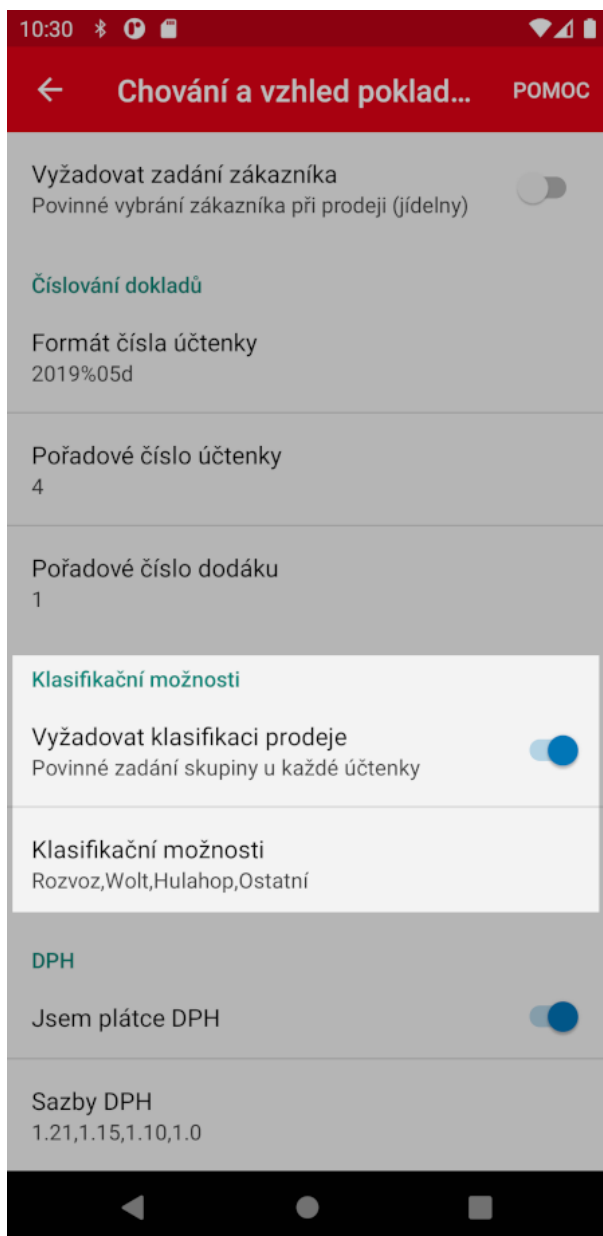 10:30
Chování a vzhled poklad...
POMOC
Vyžadovat zadání zákazníka
Povinné vybrání zákazníka při prodeji (jídelny)
Číslování dokladů
Formát čísla účtenky
2019%05d
Pořadové číslo účtenky
4
Pořadové číslo dodáku
1
Klasifikační možnosti
Vyžadovat klasifikaci prodeje
Povinné zadání skupiny u každé účtenky
Klasifikační možnosti
Rozvoz,Wolt,Hulahop,Ostatní
DPH
Jsem plátce DPH
Sazby DPH
1.21,1.15,1.10,1.0